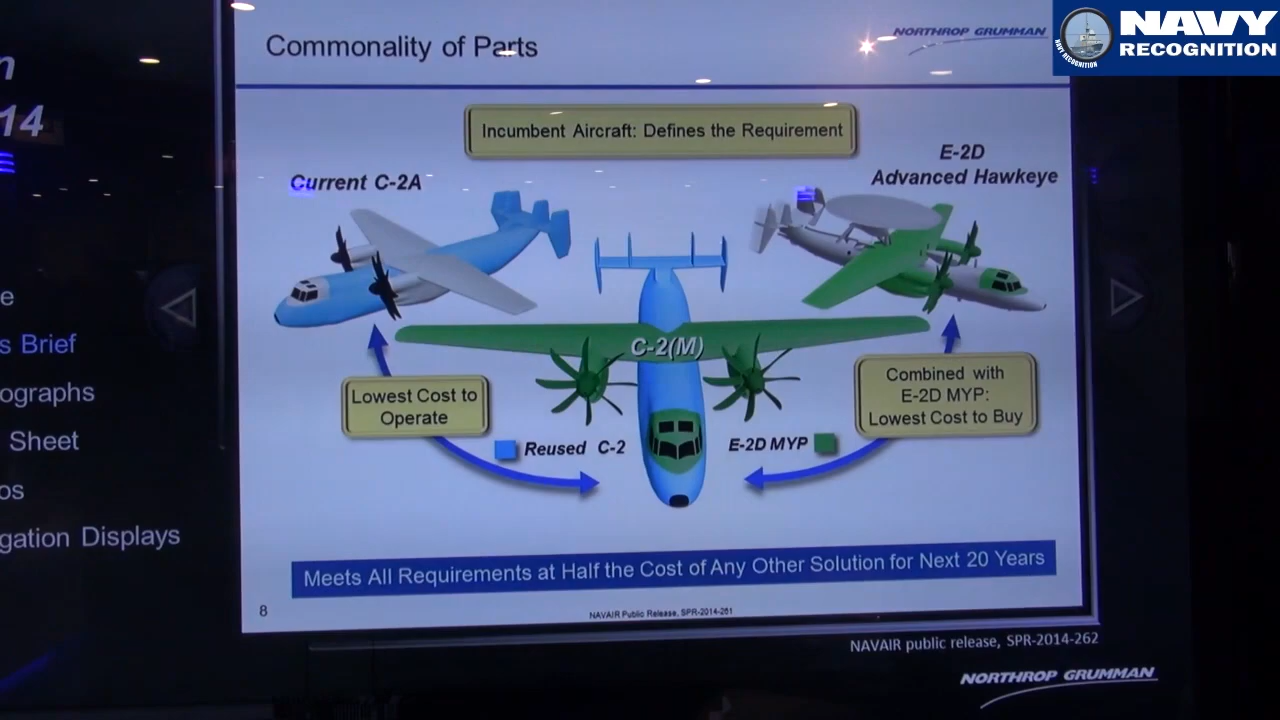 NAVY
RECOGNITION
NAVY RECOGNITION
n
14
e
s Brief
ographs
Sheet
os
gation Displays
Commonality of Parts
NORTHROP GRUMMAN
Incumbent Aircraft: Defines the Requirement
Current C-2A
E-2D
Advanced Hawkeye
C-2(M)
Lowest Cost to
Operate
Combined with
E-2D MYP:
Lowest Cost to Buy
Reused C-2
E-2D MYP
Meets All Requirements at Half the Cost of Any Other Solution for Next 20 Years
8
NAVAIR Public Release, SPR-2014-261
NAVAIR public release, SPR-2014-262
NORTHROP GRUMMAN